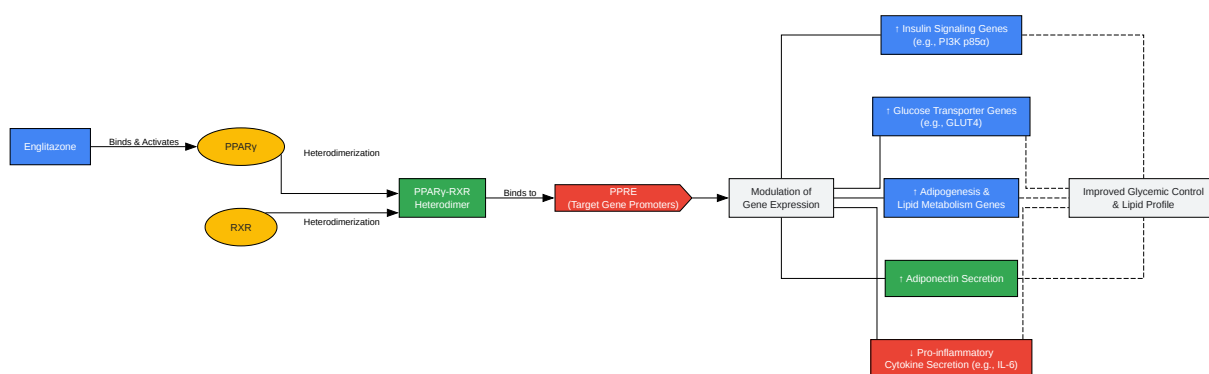 Englitazone
Binds & Activates
PPARγ
RXR
Heterodimerization
Heterodimerization
PPARγ-RXR
Heterodimer
Binds to
PPRE
(Target Gene Promoters)
Modulation of
Gene Expression
↑ Insulin Signaling Genes
(e.g., PI3K p85α)
↑ Glucose Transporter Genes
(e.g., GLUT4)
↑ Adipogenesis &
Lipid Metabolism Genes
↑ Adiponectin Secretion
↓ Pro-inflammatory
Cytokine Secretion (e.g., IL-6)
Improved Glycemic Control
& Lipid Profile